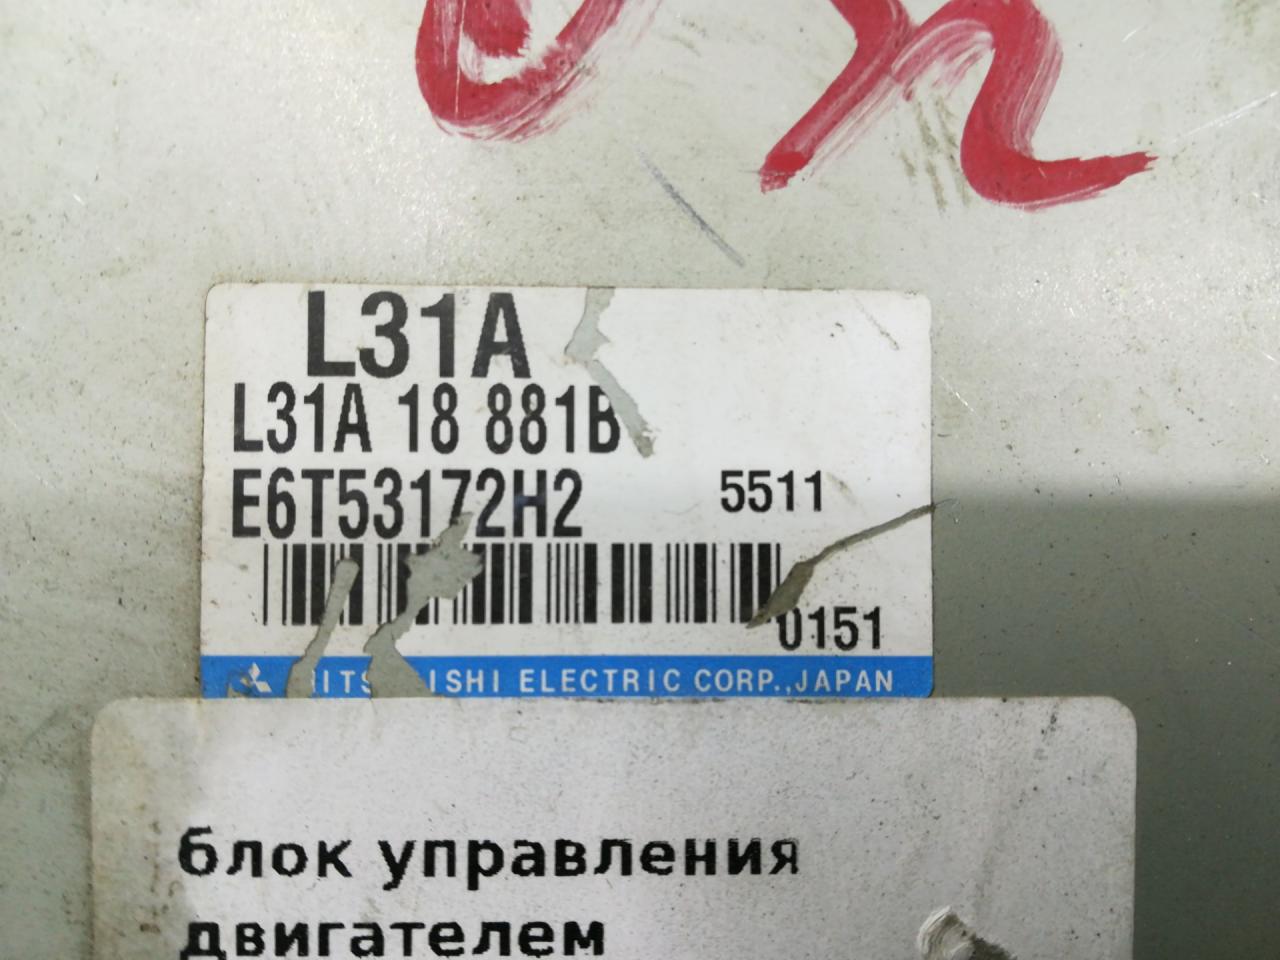 L31A
L31A 18 881B
E6T53172H2 5511
0151
ELECTRIC CORP., JAPAN
блок управления
двигателем